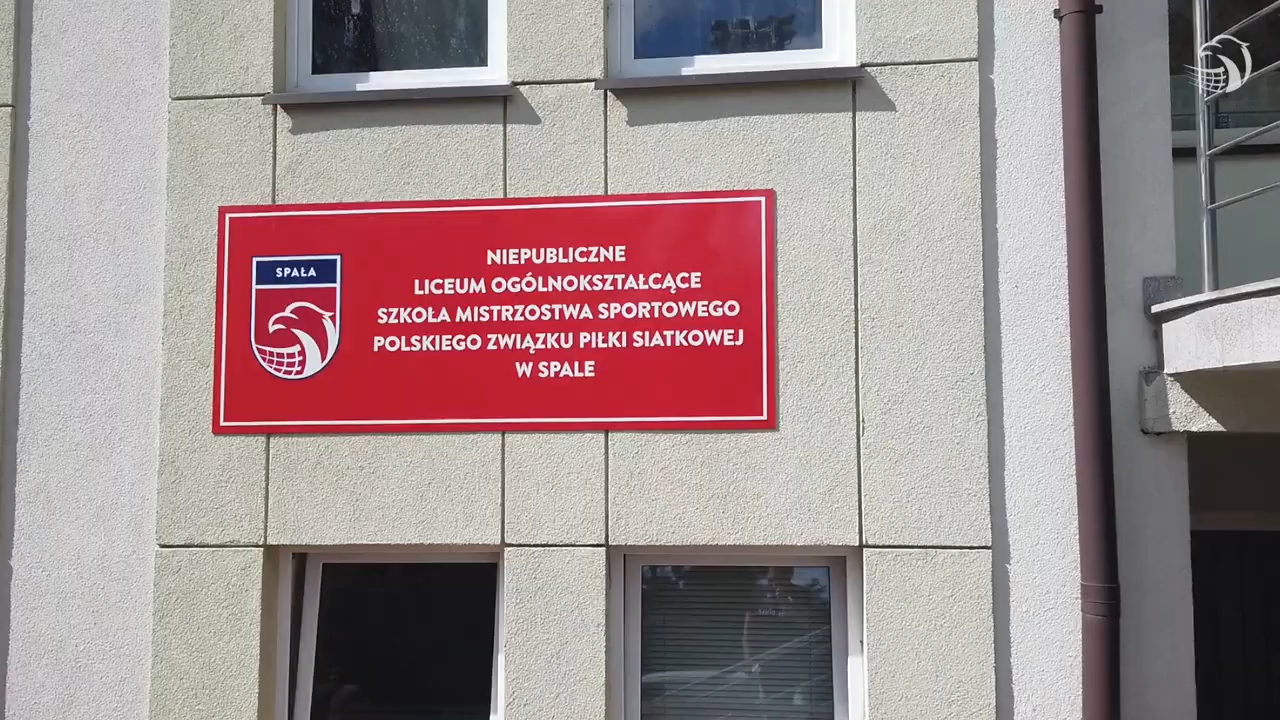 SPAŁA
NIEPUBLICZNE
LICEUM OGÓLNOKSZTAŁCĄCE
SZKOŁA MISTRZOSTWA SPORTOWEGO
POLSKIEGO ZWIĄZKU PIŁKI SIATKOWEJ
W SPALE